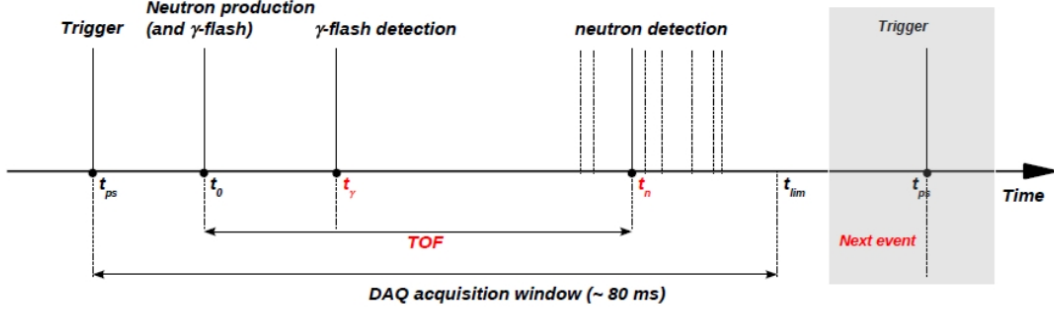 Neutron production
Trigger (and γ-flash) γ-flash detection neutron detection Trigger
t_ps t_0 t_γ t_n t_lim t_ps
Time
TOF Next event
DAQ acquisition window (~ 80 ms)